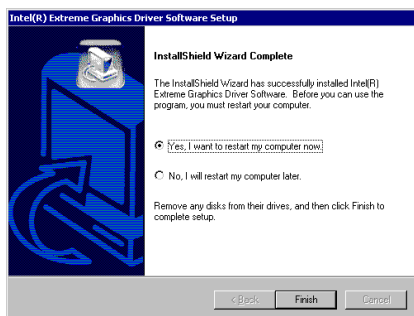 Intel(R) Extreme Graphics Driver Software Setup
InstallShield Wizard Complete
The InstallShield Wizard has successfully installed Intel(R)
Extreme Graphics Driver Software. Before you can use the
program, you must restart your computer.
Yes, I want to restart my computer now.
No, I will restart my computer later.
Remove any disks from their drives, and then click Finish to
complete setup.
< Back Finish Cancel